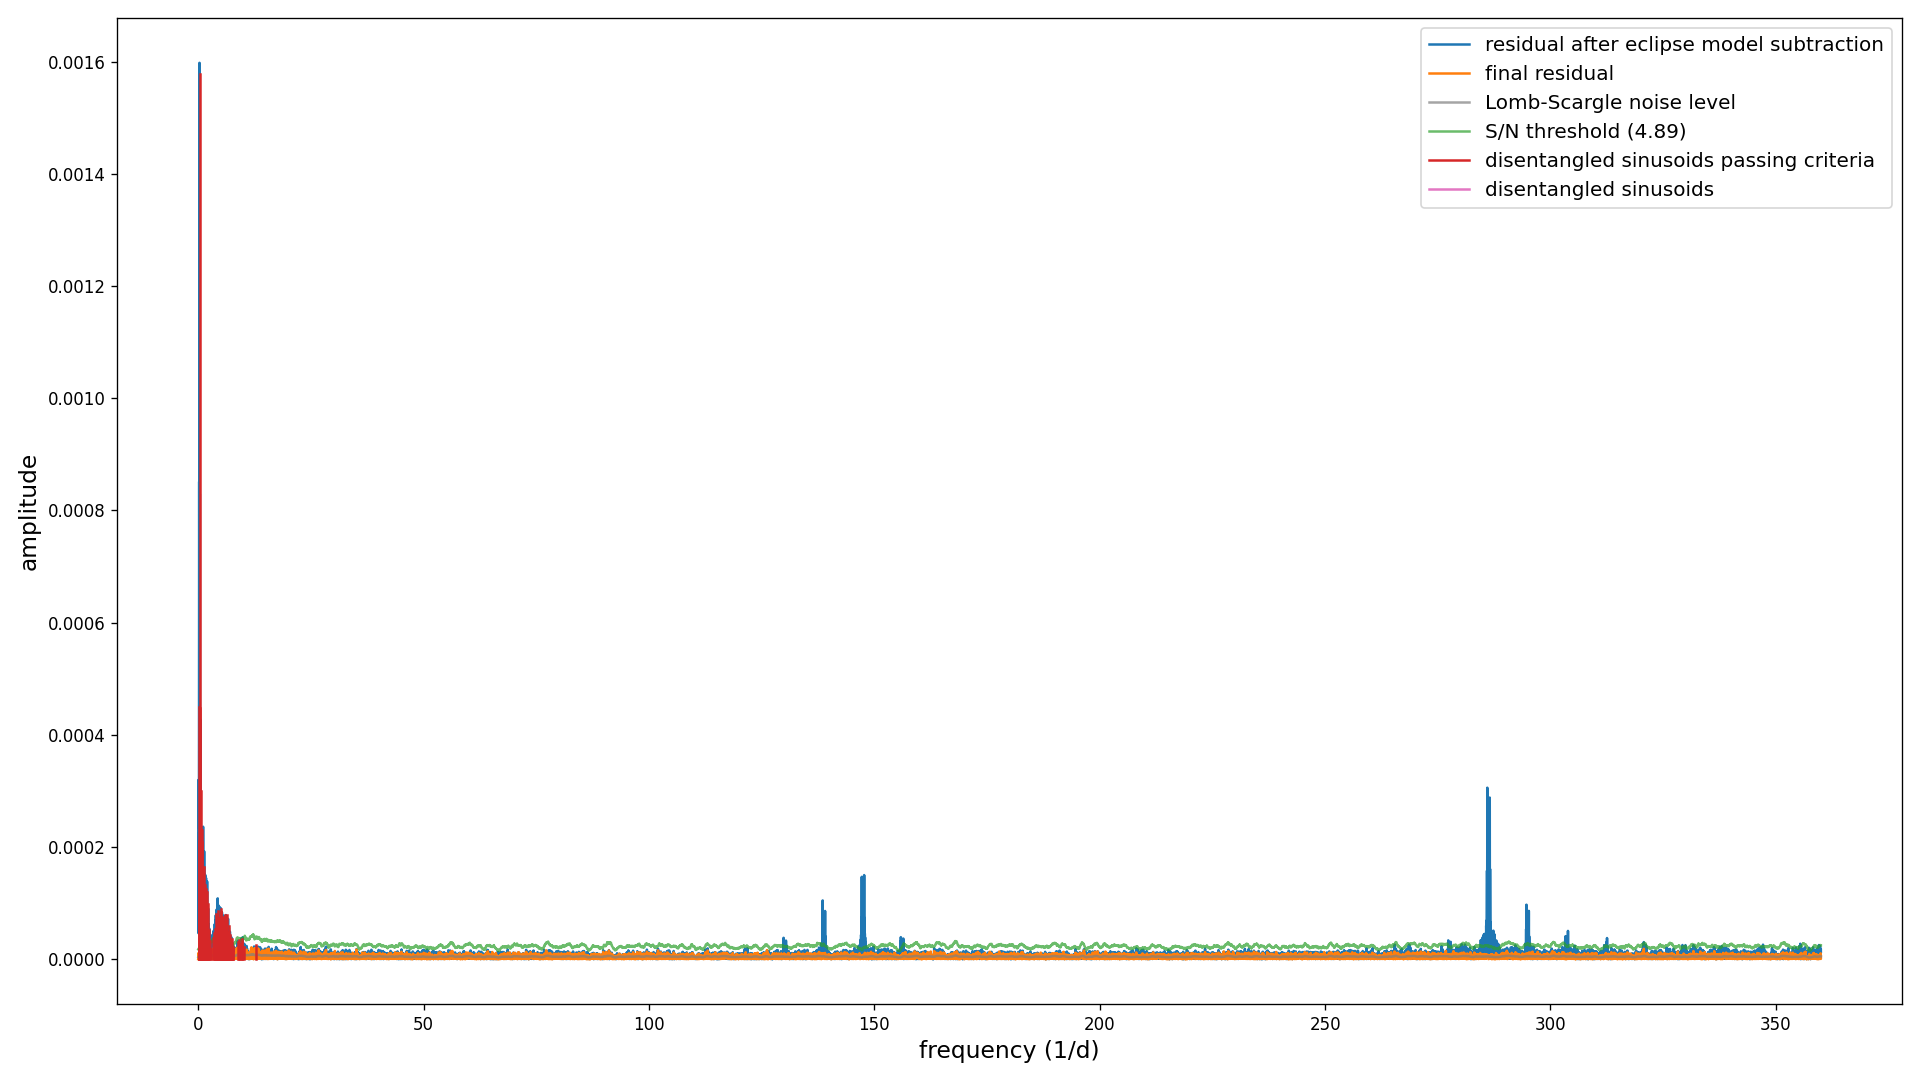 residual after eclipse model subtraction
final residual
Lomb-Scargle noise level
S/N threshold (4.89)
disentangled sinusoids passing criteria
disentangled sinusoids
0.0016
0.0014
0.0012
0.0010
0.0008
0.0006
0.0004
0.0002
0.0000
amplitude
0 50 100 150 200 250 300 350
frequency (1/d)